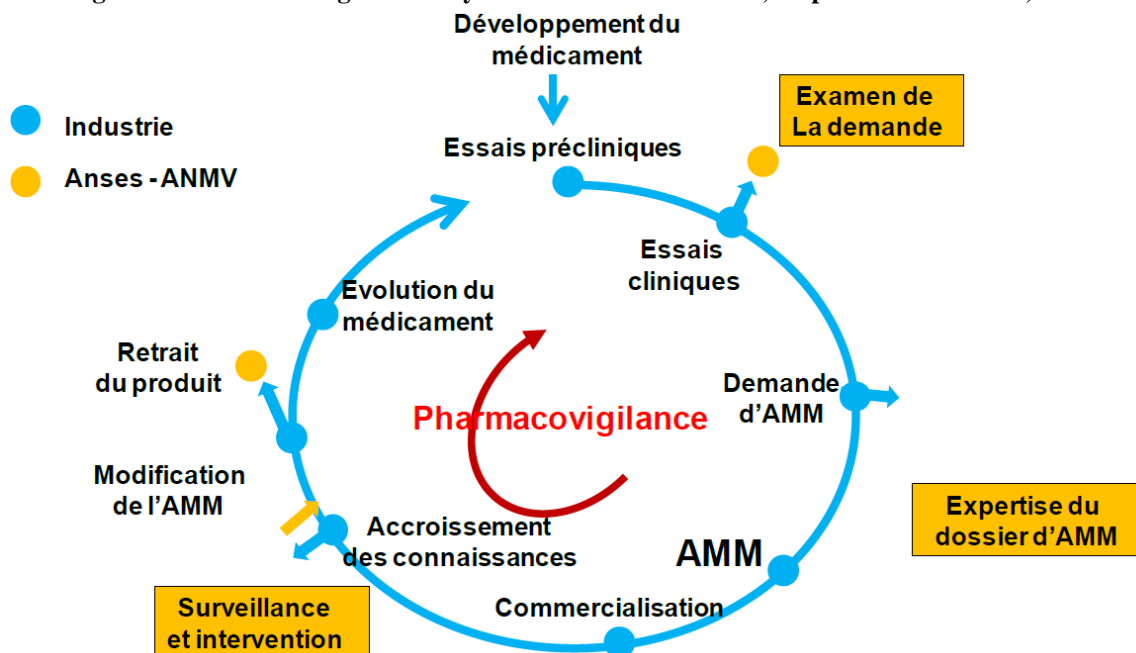 Développement du
médicament
Industrie
Anses - ANMV
Examen de
La demande
Essais précliniques
Essais
cliniques
Evolution du
médicament
Retrait
du produit
Demande
d'AMM
Pharmacovigilance
Modification
de l'AMM
Accroissement
des connaissances
AMM
Expertise du
dossier d'AMM
Commercialisation
Surveillance
et intervention